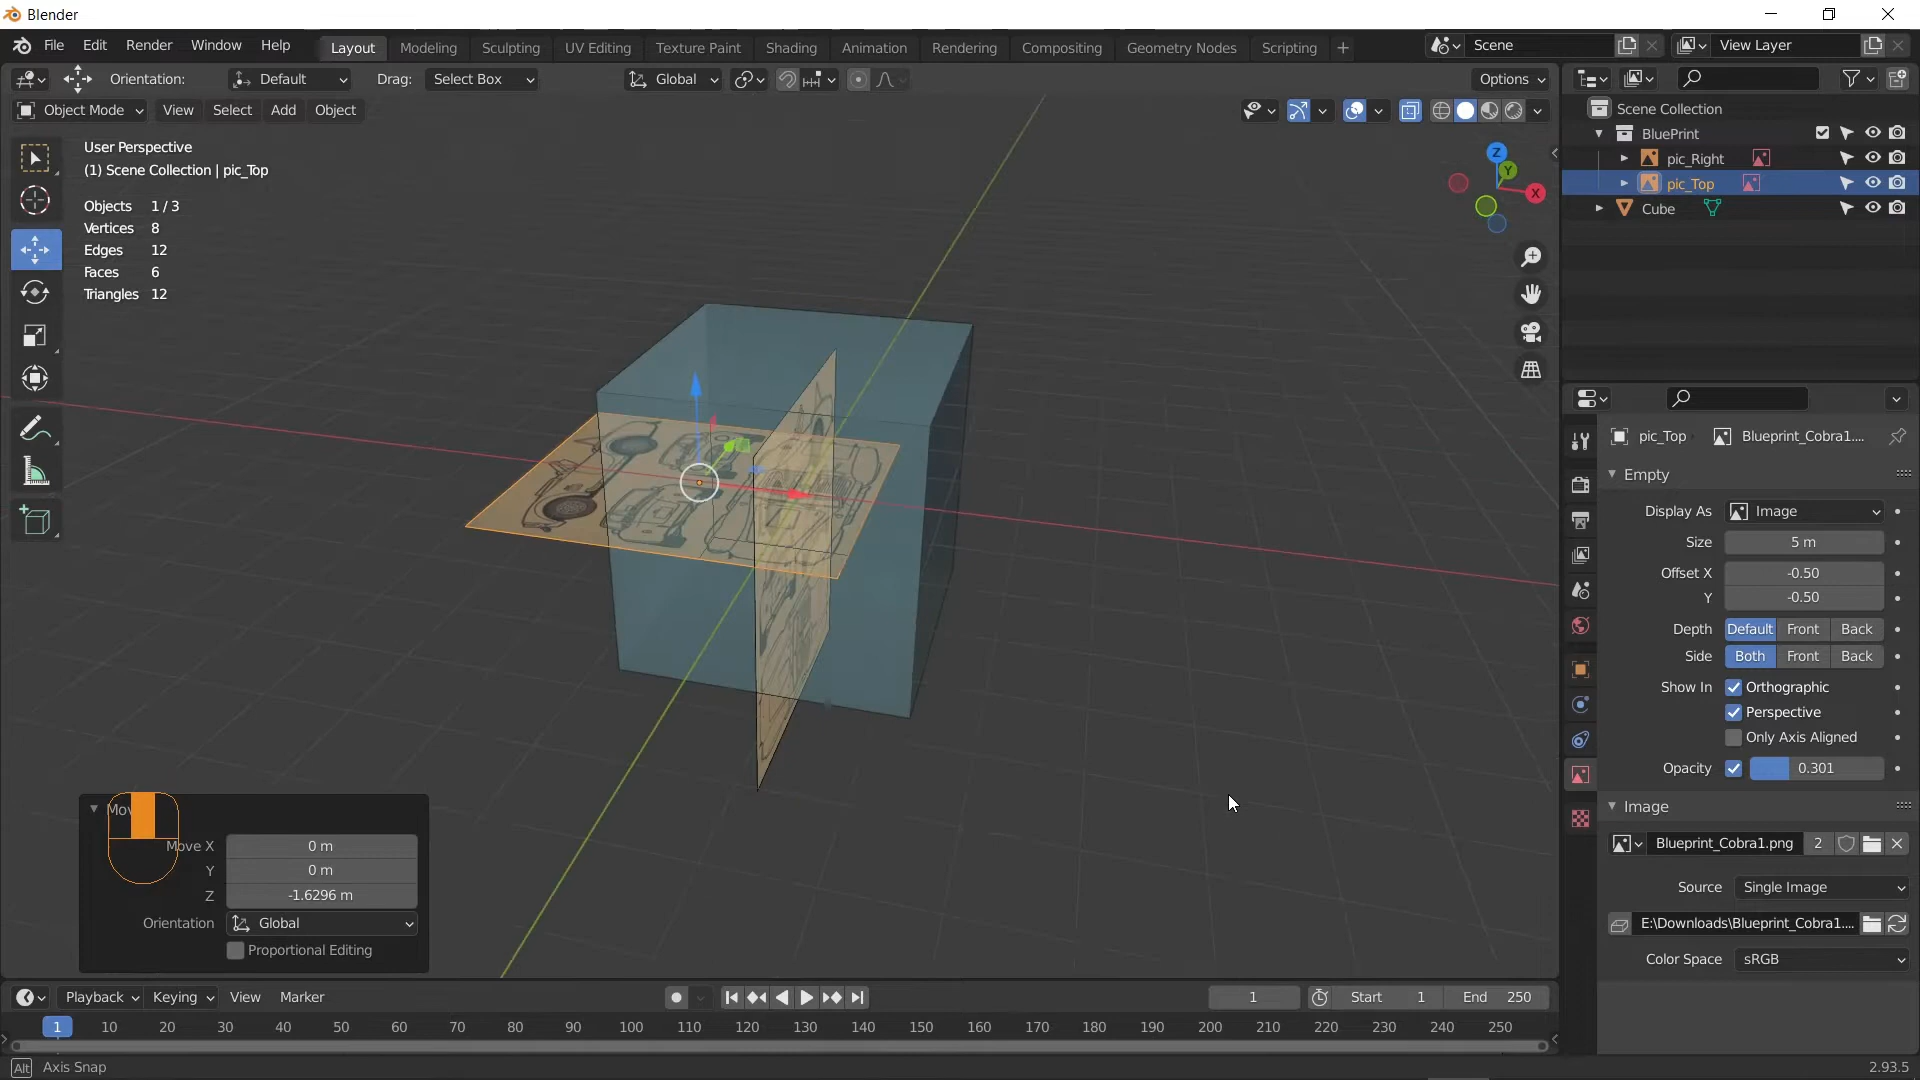 Blender
File Edit Render Window Help Layout Modeling Sculpting UV Editing Texture Paint Shading Animation Rendering Compositing Geometry Nodes Scripting + Scene View Layer
Orientation: Default Drag: Select Box Global Options
Object Mode View Select Add Object
User Perspective
(1) Scene Collection | pic_Top
Objects 1 / 3
Vertices 8
Edges 12
Faces 6
Triangles 12
Z
Y
X
Scene Collection
BluePrint
pic_Right
pic_Top
Cube
pic_Top Blueprint_Cobra1....
Empty
Display As Image
Size 5 m
Offset X -0.50
Y -0.50
Depth Default Front Back
Side Both Front Back
Show In Orthographic
Perspective
Only Axis Aligned
Opacity 0.301
Image
Blueprint_Cobra1.png 2
Source Single Image
E:\Downloads\Blueprint_Cobra1....
Color Space sRGB
Mov
Move X 0 m
Y 0 m
Z -1.6296 m
Orientation Global
Proportional Editing
Playback Keying View Marker 1 Start 1 End 250
1 10 20 30 40 50 60 70 80 90 100 110 120 130 140 150 160 170 180 190 200 210 220 230 240 250
Alt Axis Snap 2.93.5